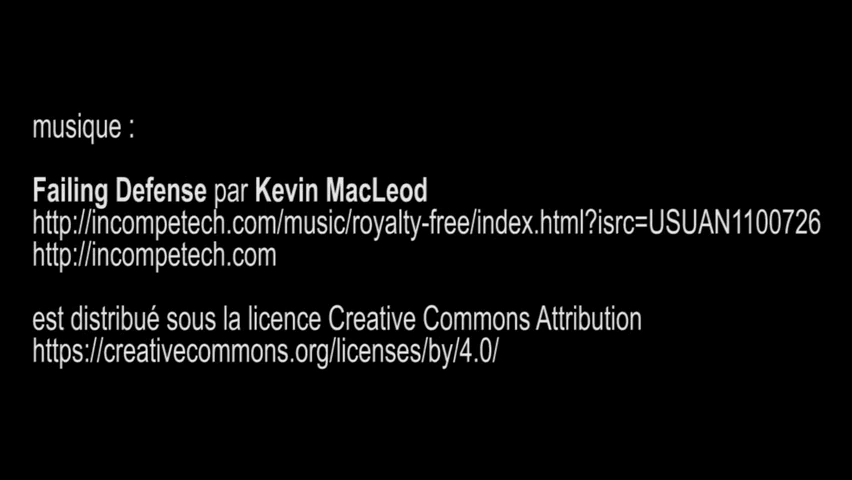 musique :
Failing Defense par Kevin MacLeod
http://incompetech.com/music/royalty-free/index.html?isrc=USUAN1100726
http://incompetech.com
est distribué sous la licence Creative Commons Attribution
https://creativecommons.org/licenses/by/4.0/